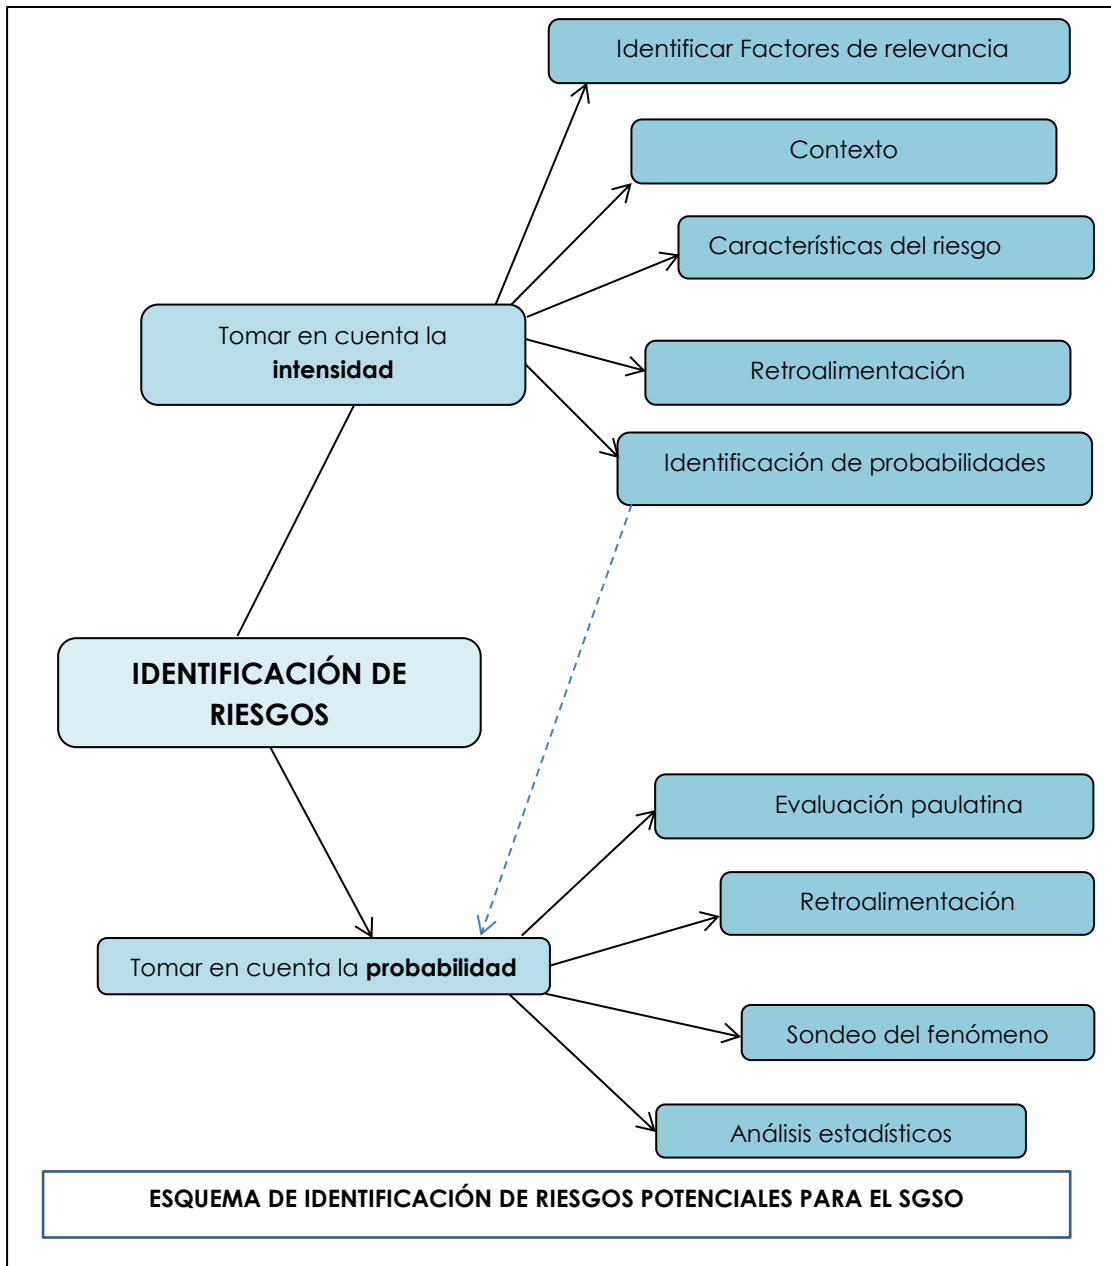 Identificar Factores de relevancia
Contexto
Características del riesgo
Tomar en cuenta la
intensidad
Retroalimentación
Identificación de probabilidades
IDENTIFICACIÓN DE
RIESGOS
Evaluación paulatina
Retroalimentación
Tomar en cuenta la probabilidad
Sondeo del fenómeno
Análisis estadísticos
ESQUEMA DE IDENTIFICACIÓN DE RIESGOS POTENCIALES PARA EL SGSO